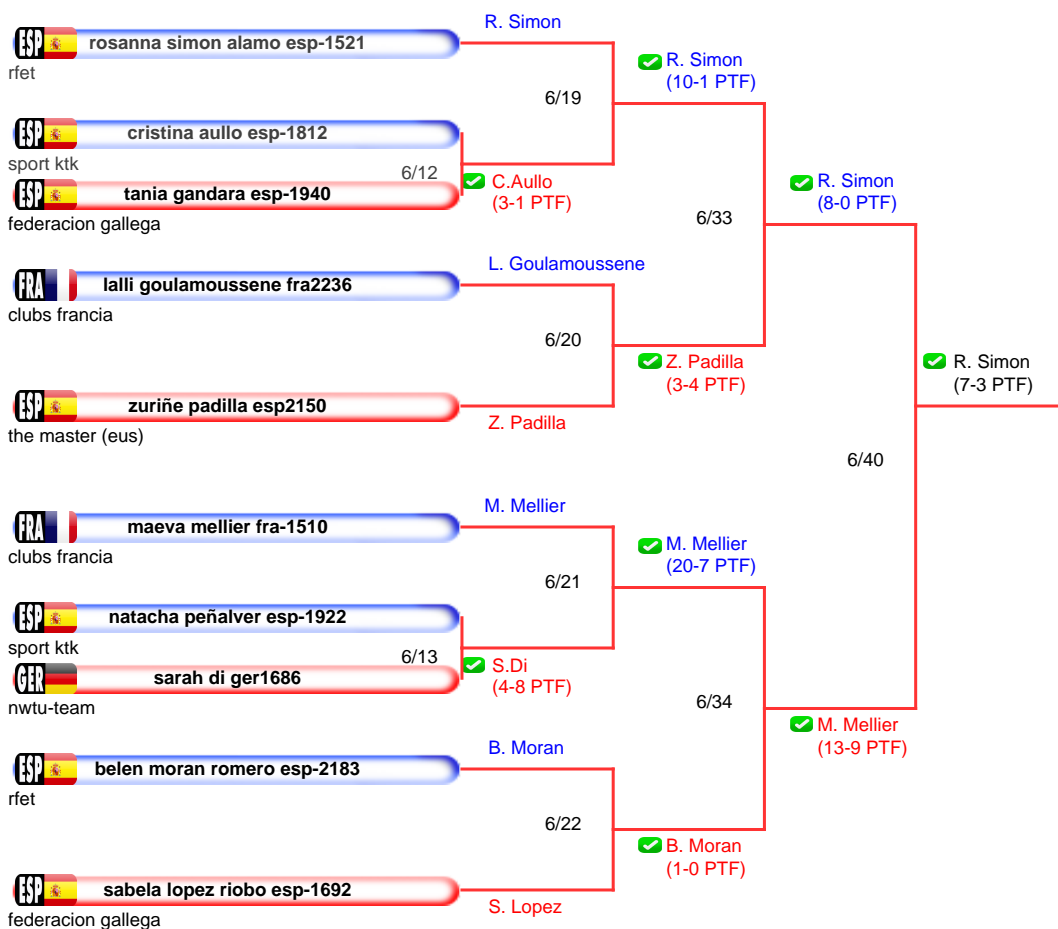 R. Simon
ESP rosanna simon alamo esp-1521
rfet
R. Simon
(10-1 PTF)
6/19
ESP cristina aullo esp-1812
sport ktk
6/12
C.Aullo
(3-1 PTF)
ESP tania gandara esp-1940
federacion gallega
R. Simon
(8-0 PTF)
6/33
L. Goulamoussene
FRA lalli goulamoussene fra2236
clubs francia
6/20
Z. Padilla
(3-4 PTF)
R. Simon
(7-3 PTF)
ESP zuriñe padilla esp2150
the master (eus)
Z. Padilla
6/40
M. Mellier
FRA maeva mellier fra-1510
clubs francia
M. Mellier
(20-7 PTF)
6/21
ESP natacha peñalver esp-1922
sport ktk
6/13
S.Di
(4-8 PTF)
GER sarah di ger1686
nwtu-team
6/34
M. Mellier
(13-9 PTF)
B. Moran
ESP belen moran romero esp-2183
rfet
6/22
B. Moran
(1-0 PTF)
ESP sabela lopez riobo esp-1692
federacion gallega
S. Lopez